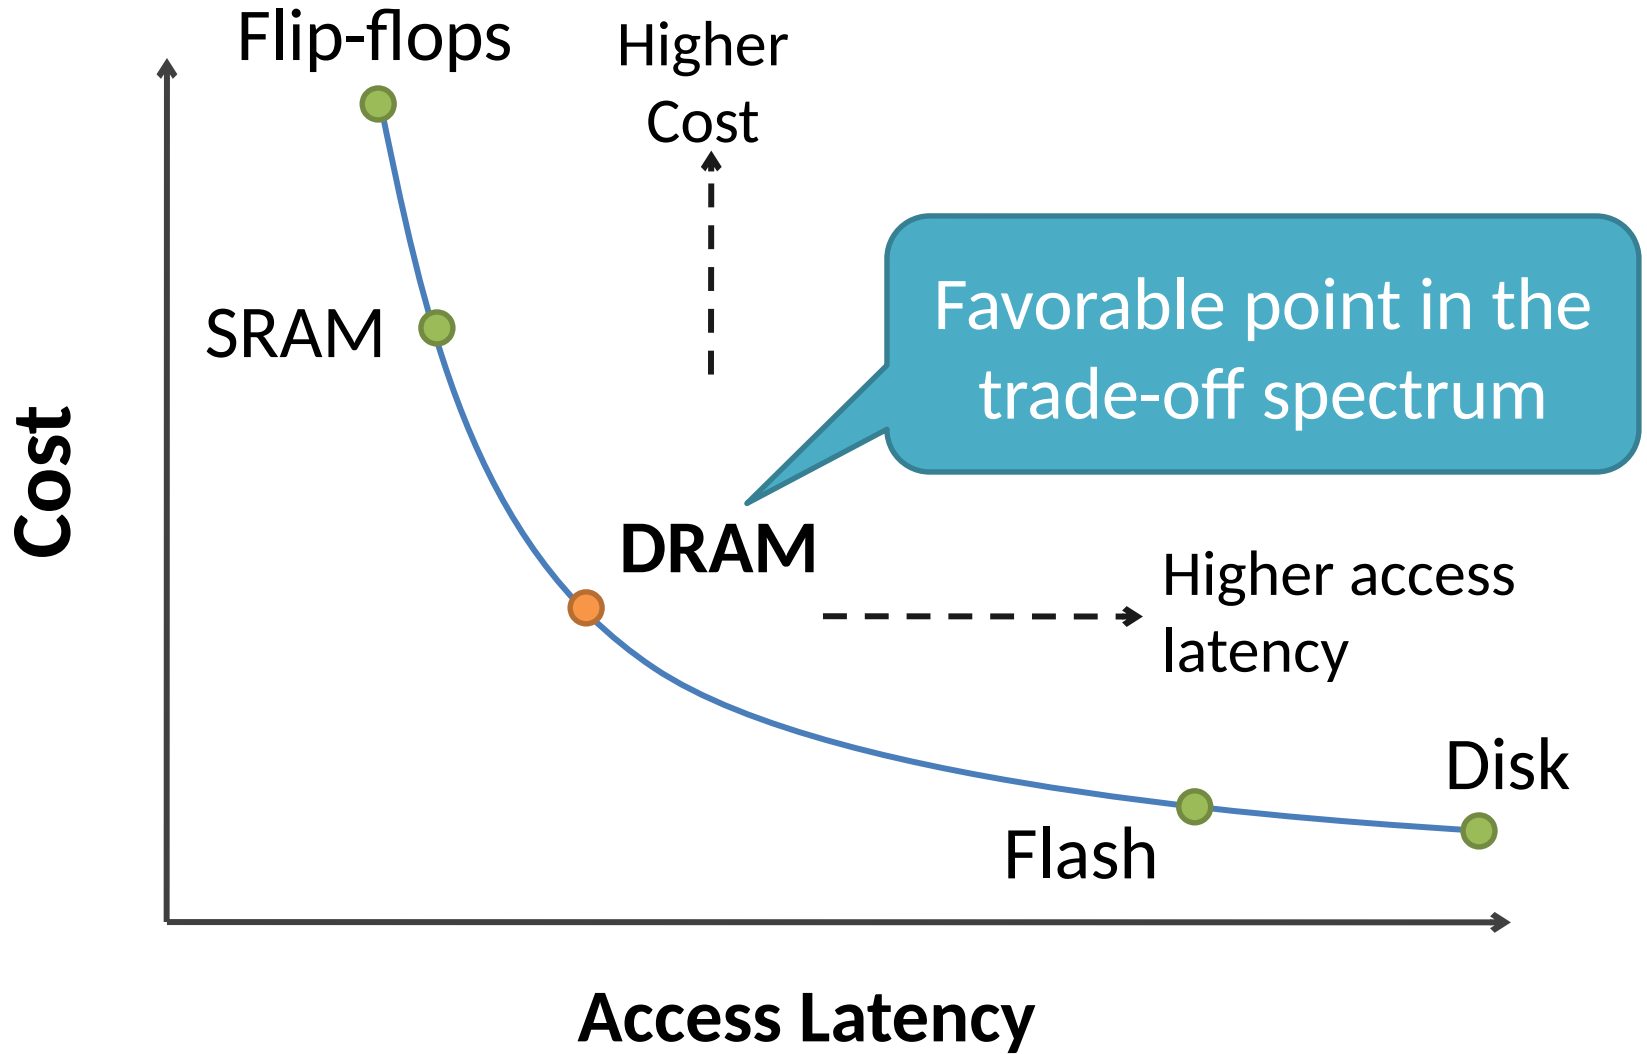 Flip-flops
Higher
Cost
Favorable point in the
trade-off spectrum
SRAM
Cost
DRAM
Higher access
latency
Disk
Flash
Access Latency